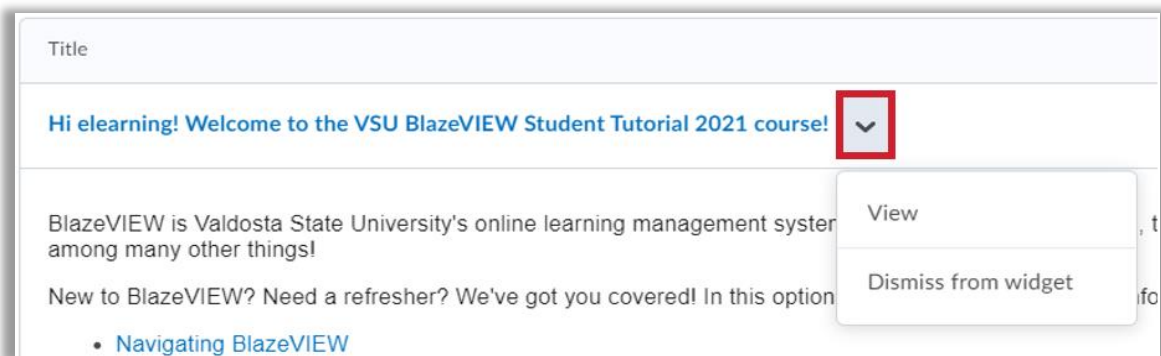 Title
Hi elearning! Welcome to the VSU BlazeVIEW Student Tutorial 2021 course!
View
Dismiss from widget
BlazeVIEW is Valdosta State University's online learning management , t
among many other things!
New to BlazeVIEW? Need a refresher? We've got you covered! In this
• Navigating BlazeVIEW